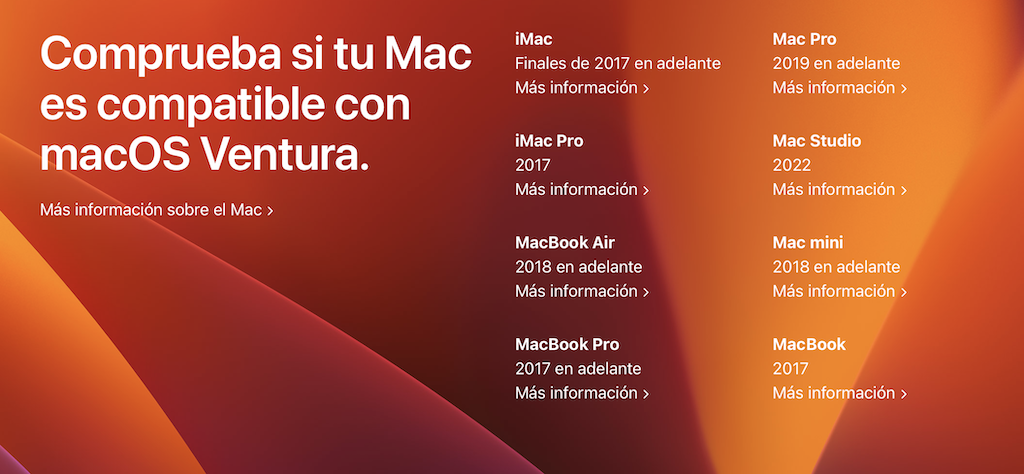 Comprueba si tu Mac
es compatible con
macOS Ventura.
Más información sobre el Mac >
iMac
Finales de 2017 en adelante
Más información >
iMac Pro
2017
Más información >
MacBook Air
2018 en adelante
Más información >
MacBook Pro
2017 en adelante
Más información >
Mac Pro
2019 en adelante
Más información >
Mac Studio
2022
Más información >
Mac mini
2018 en adelante
Más información >
MacBook
2017
Más información >